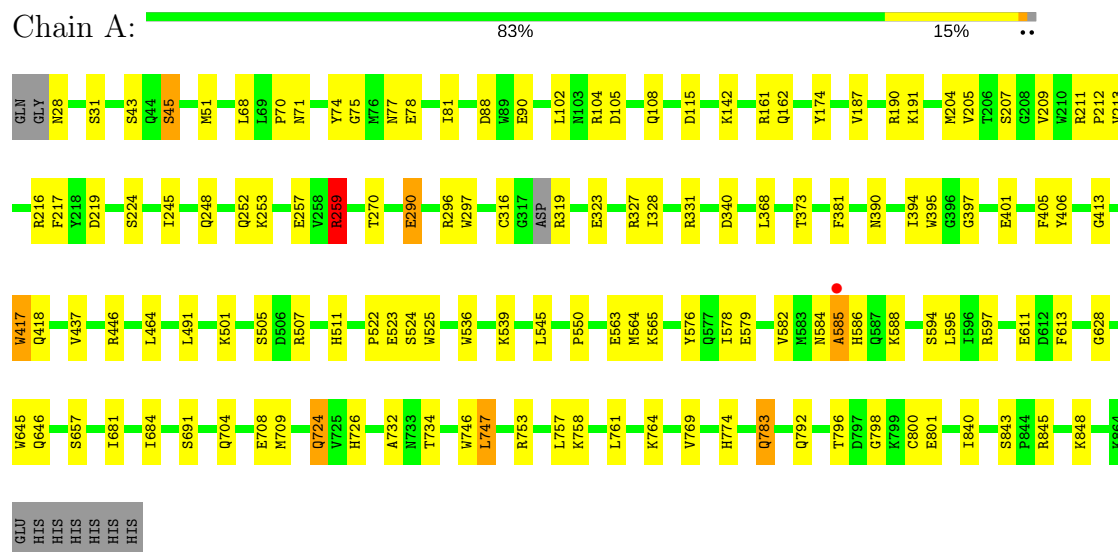 Chain A:
83% 15% ••
GLN GLY N28 S31 S43 Q44 S45 M51 L68 L69 P70 N71 Y74 G75 M76 N77 E78 I81 D88 W89 E90 L102 N103 R104 D105 Q108 D115 K142 R161 Q162 Y174 V187 R190 K191 M204 V205 T206 S207 G208 V209 W210 R211 P212 V213
R216 F217 Y218 D219 S224 I245 Q248 Q252 K253 E257 V258 R259 T270 E290 R296 W297 C316 G317 ASP R319 E323 R327 I328 R331 D340 L368 T373 F381 N390 I394 W395 G396 G397 E401 F405 Y406 G413
W417 Q418 V437 R446 L464 L491 K501 S505 D506 R507 H511 P522 E523 S524 W525 W536 K539 L545 P550 E563 M564 K565 Y576 Q577 I578 E579 V582 M583 N584 A585 H586 Q587 K588 S594 L595 I596 R597 E611 D612 F613 G628
W645 Q646 S657 I681 I684 S691 Q704 E708 M709 Q724 V725 H726 A732 N733 T734 W746 L747 R753 L757 K758 L761 K764 V769 H774 Q783 Q792 T796 D797 G798 K799 C800 E801 I840 S843 P844 R845 K848 K864
GLU HIS HIS HIS HIS HIS HIS